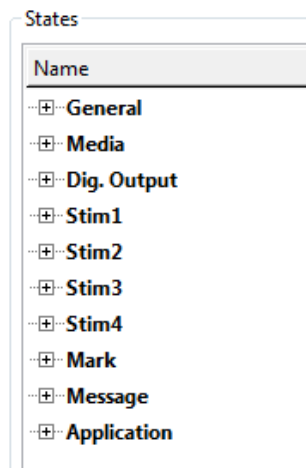 States
Name
General
Media
Dig. Output
Stim1
Stim2
Stim3
Stim4
Mark
Message
Application